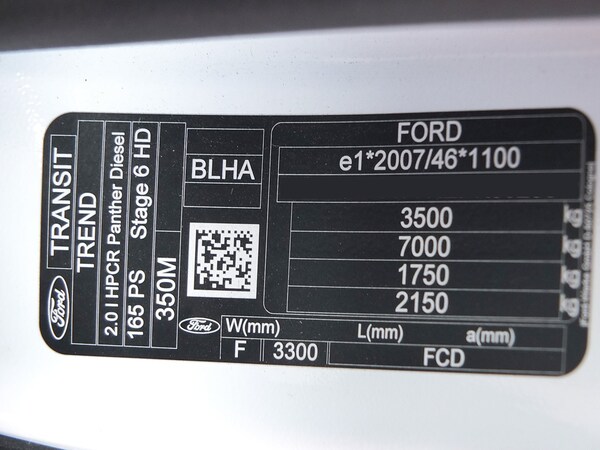 FORD
e1*2007/46*1100
3500
7000
1750
2150
BLHA
Ford
TRANSIT
TREND
2.0 l HPCR Panther Diesel
165 PS Stage 6 HD
350M
Ford
W(mm) L(mm) a(mm)
F 3300 FCD